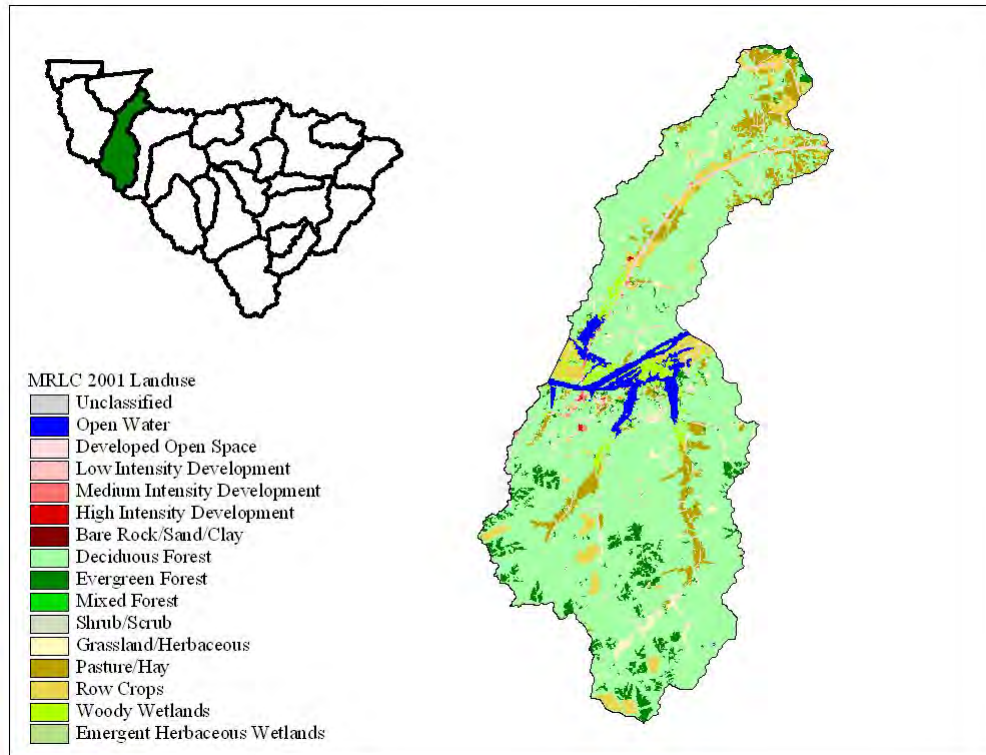 MRLC 2001 Landuse
Unclassified
Open Water
Developed Open Space
Low Intensity Development
Medium Intensity Development
High Intensity Development
Bare Rock/Sand/Clay
Deciduous Forest
Evergreen Forest
Mixed Forest
Shrub/Scrub
Grassland/Herbaceous
Pasture/Hay
Row Crops
Woody Wetlands
Emergent Herbaceous Wetlands